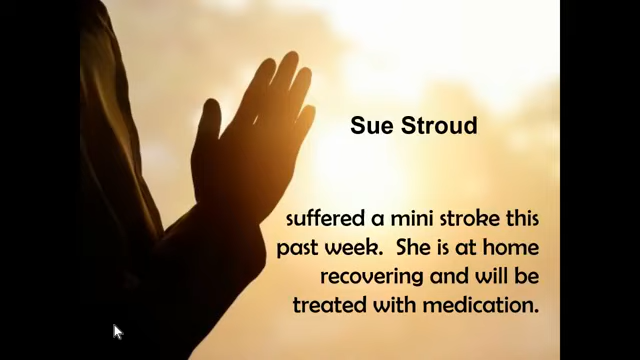 Sue Stroud
suffered a mini stroke this
past week.  She is at home
recovering and will be
treated with medication.